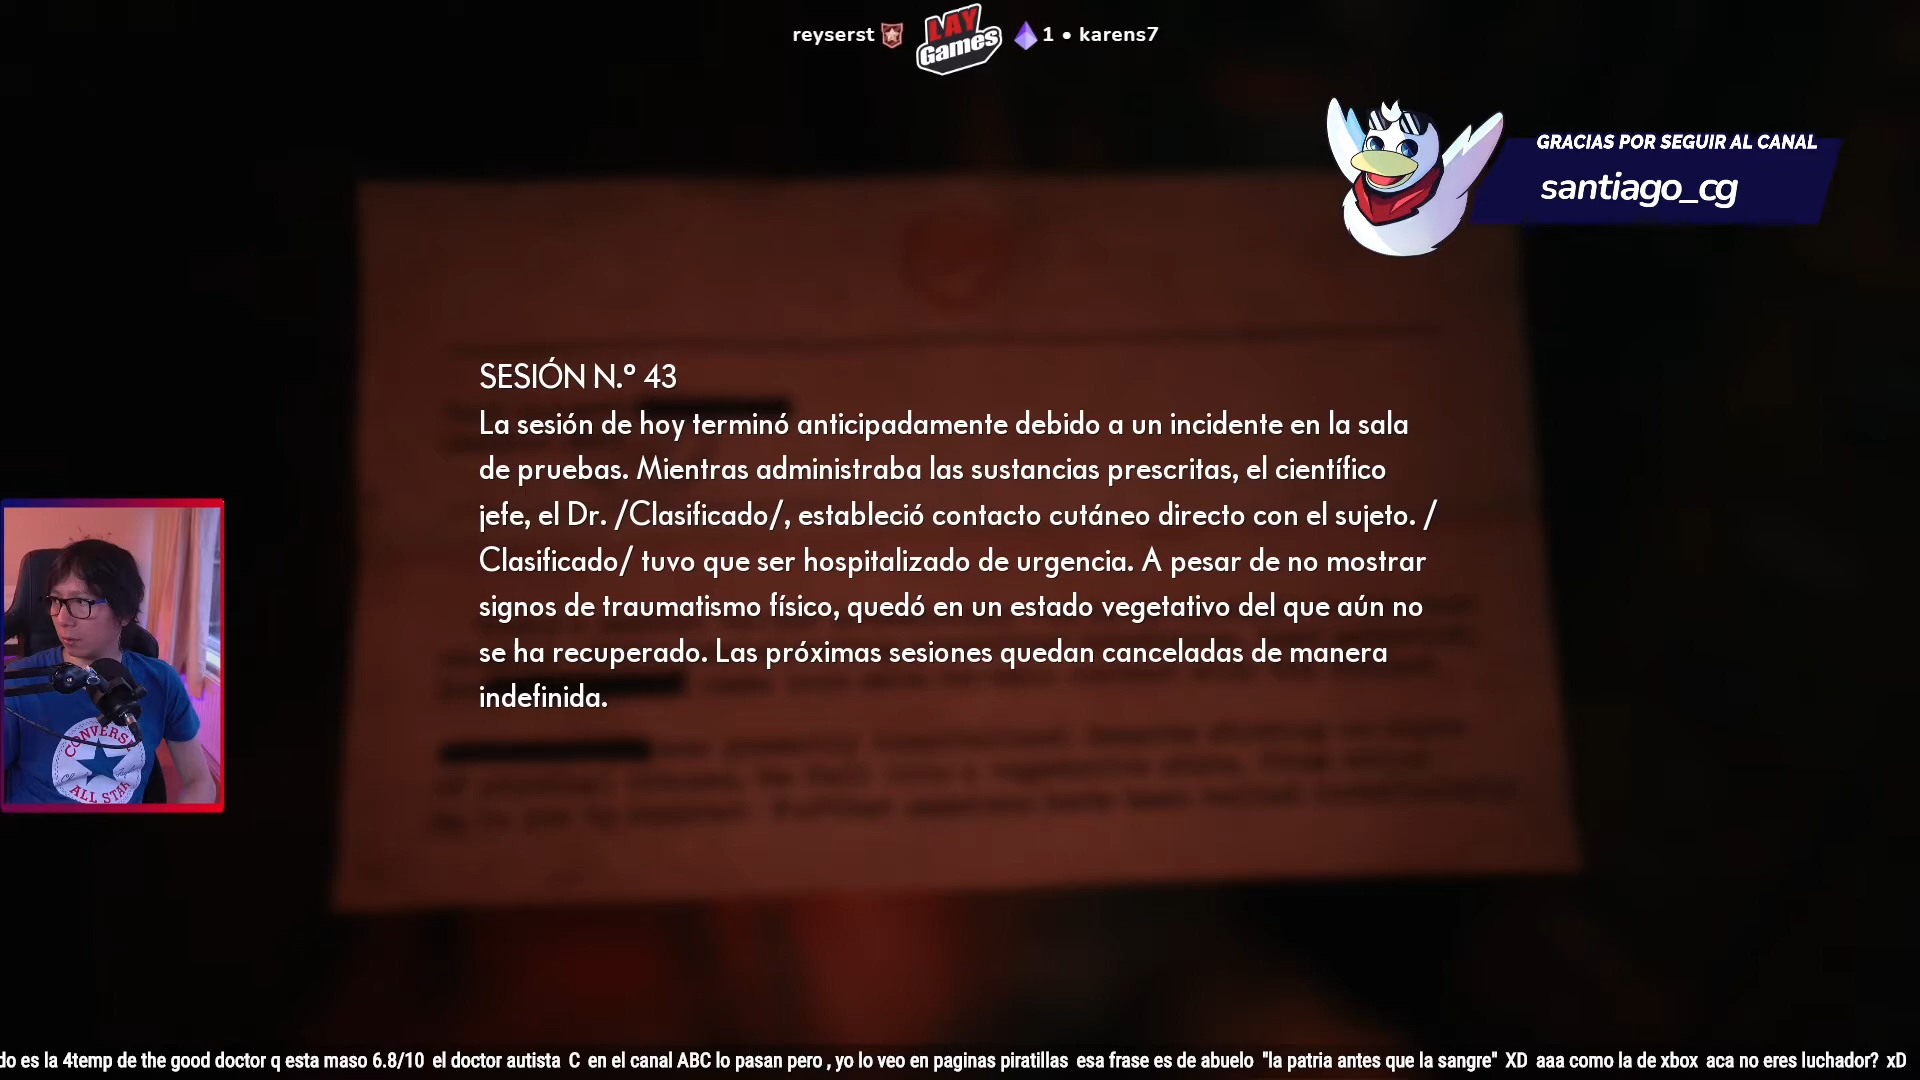 reyserst
LAY
Games
1 • karens7
GRACIAS POR SEGUIR AL CANAL
santiago_cg
SESIÓN N.º 43
La sesión de hoy terminó anticipadamente debido a un incidente en la sala
de pruebas. Mientras administraba las sustancias prescritas, el científico
jefe, el Dr. /Clasificado/, estableció contacto cutáneo directo con el sujeto. /
Clasificado/ tuvo que ser hospitalizado de urgencia. A pesar de no mostrar
signos de traumatismo físico, quedó en un estado vegetativo del que aún no
se ha recuperado. Las próximas sesiones quedan canceladas de manera
indefinida.
CONVERS
ALL STAR
do es la 4temp de the good doctor q esta maso 6.8/10 el doctor autista C en el canal ABC lo pasan pero , yo lo veo en paginas piratillas esa frase es de abuelo "la patria antes que la sangre" XD aaa como la de xbox aca no eres luchador? xD